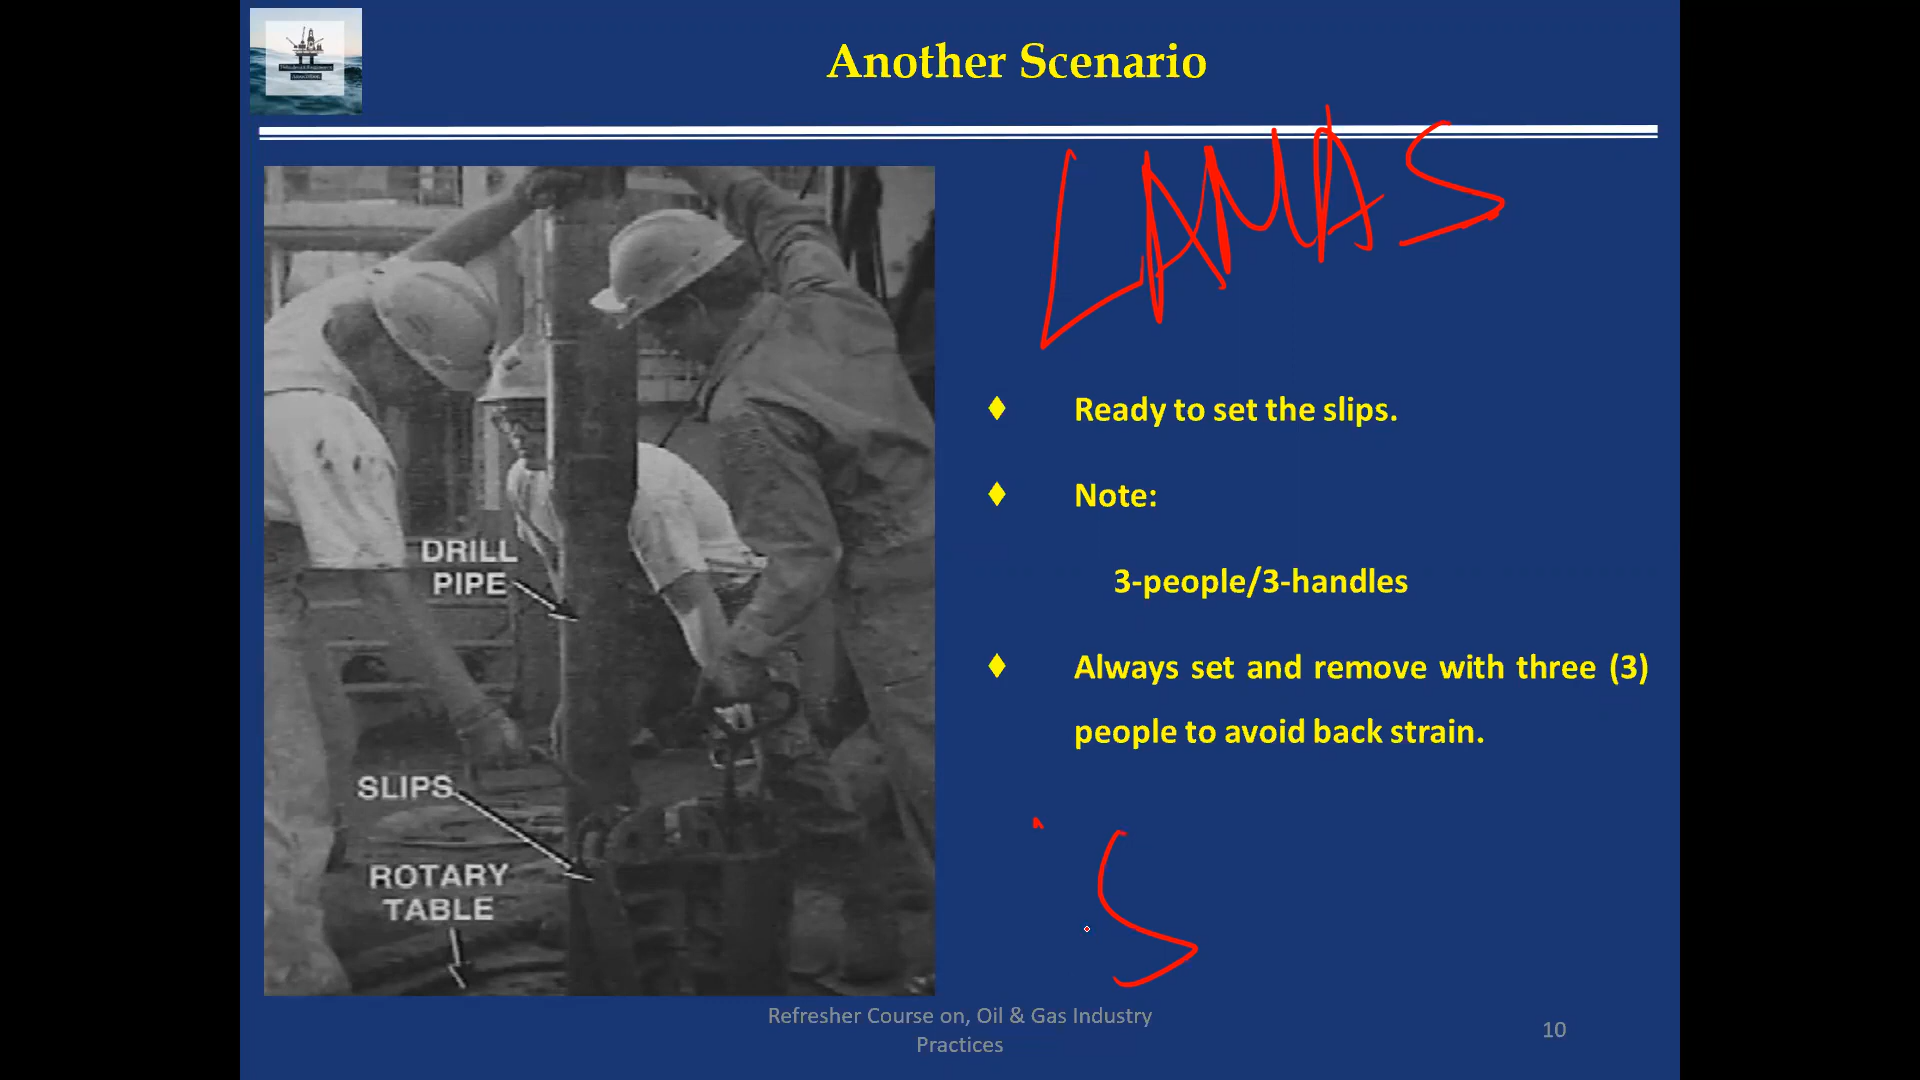 Another Scenario
LAMAS
Ready to set the slips.
Note:
3-people/3-handles
Always set and remove with three (3)
people to avoid back strain.
DRILL
PIPE
SLIPS
ROTARY
TABLE
S
Refresher Course on, Oil & Gas Industry
Practices
10